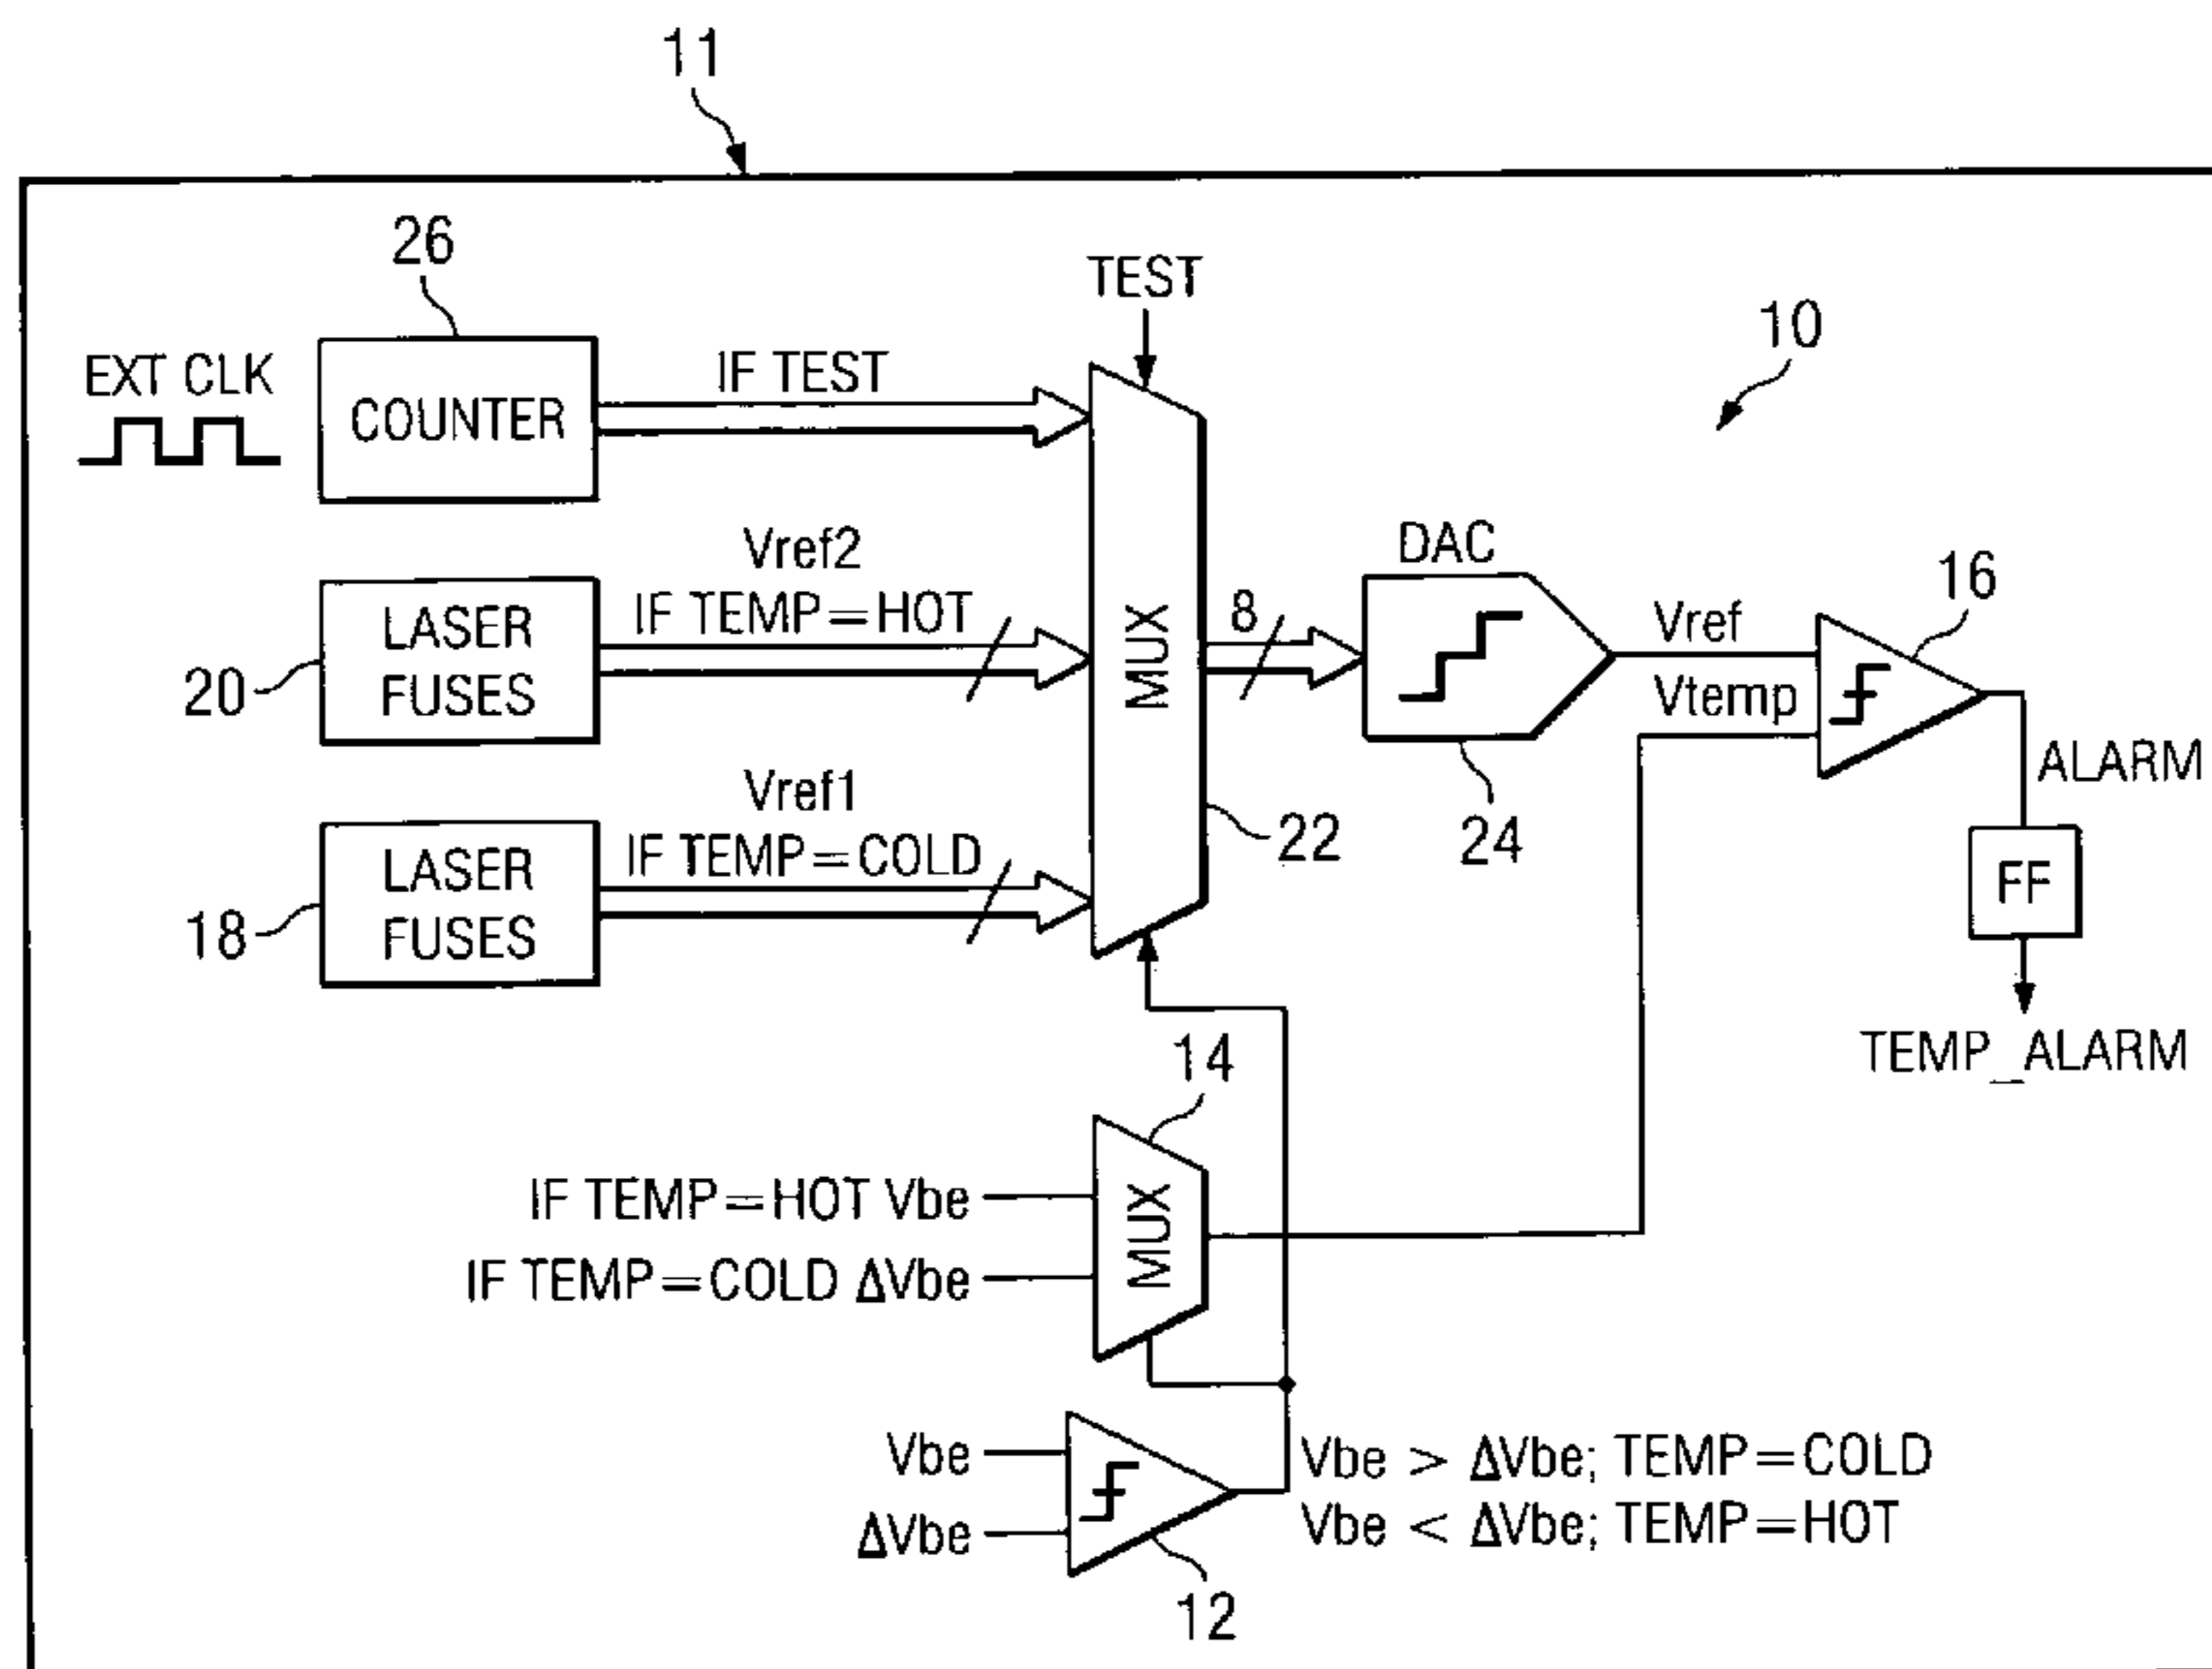 11
26
TEST
10
EXT CLK
COUNTER
IF TEST
Vref2
IF TEMP=HOT
LASER
FUSES
20
MUX
8
DAC
Vref
Vtemp
16
ALARM
Vref1
IF TEMP=COLD
LASER
FUSES
18
22
24
FF
TEMP_ALARM
14
IF TEMP=HOT Vbe
IF TEMP=COLD ΔVbe
MUX
Vbe
ΔVbe
Vbe > ΔVbe; TEMP=COLD
Vbe < ΔVbe; TEMP=HOT
12